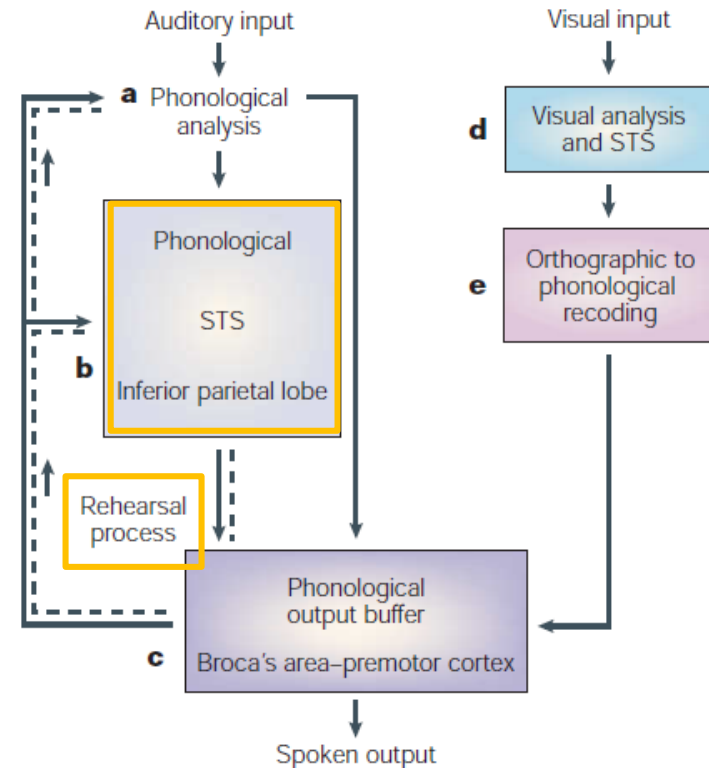 Auditory input
a
Phonological
analysis
Phonological
STS
Inferior parietal lobe
b
Rehearsal
process
Phonological
output buffer
Broca's area–premotor cortex
c
Spoken output
Visual input
d
Visual analysis
and STS
e
Orthographic to
phonological
recoding